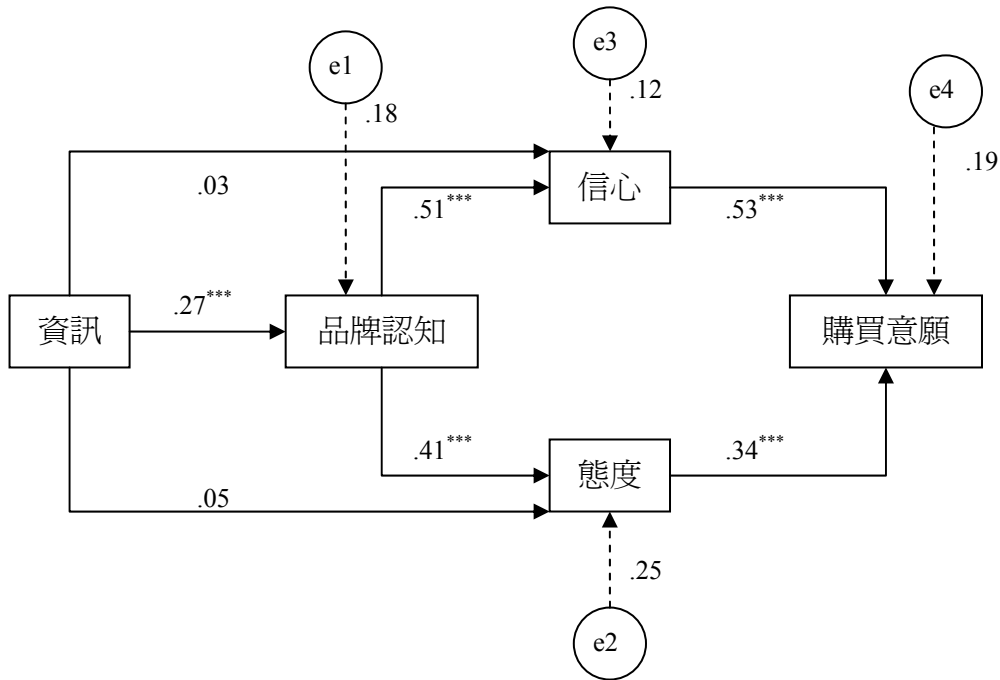 e1
e3
e4
.18
.12
.19
.03
信心
.51***
.53***
資訊
.27***
品牌認知
購買意願
.41***
態度
.34***
.05
.25
e2